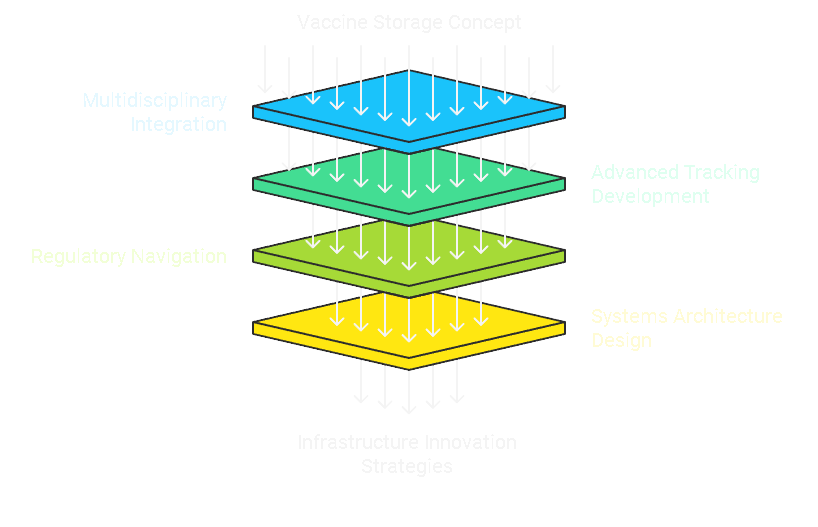 Vaccine Storage Concept
Multidisciplinary
Integration
Advanced Tracking
Development
Regulatory Navigation
Systems Architecture
Design
Infrastructure Innovation
Strategies